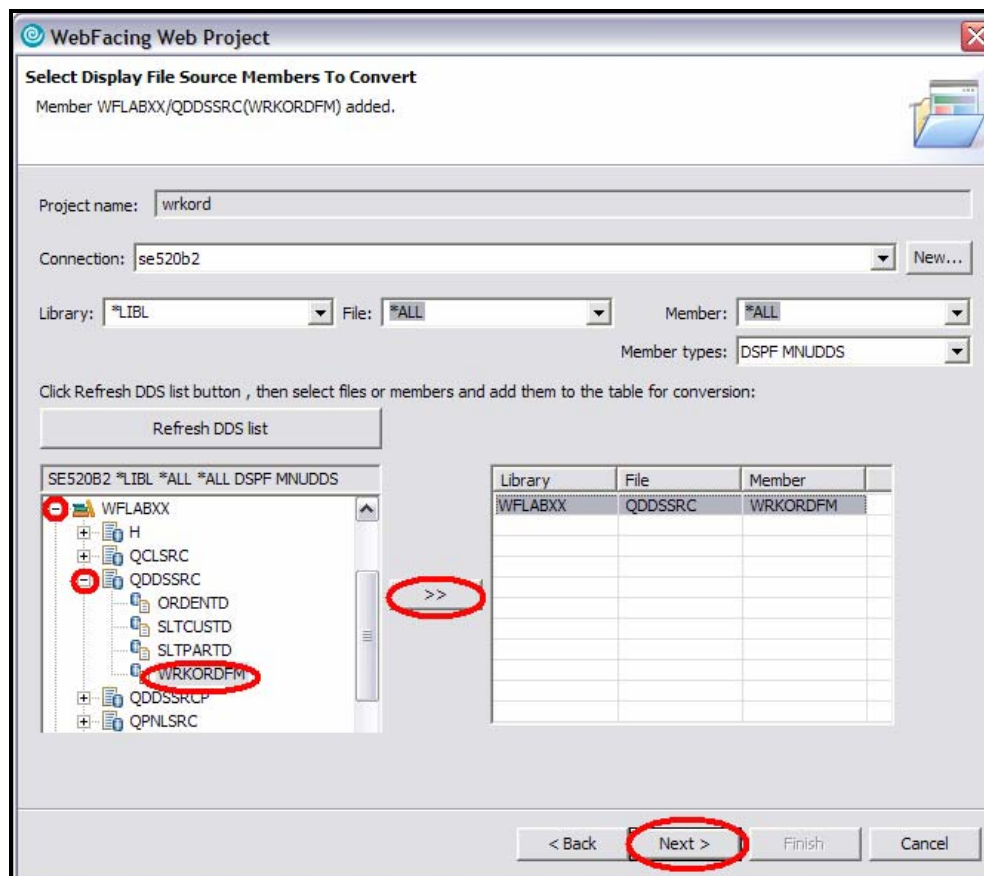 WebFacing Web Project
Select Display File Source Members To Convert
Member WFLABXX/QDDSSRC(WRKORDFM) added.
Project name: wrkord
Connection: se520b2 New...
Library: *LIBL File: *ALL Member: *ALL
Member types: DSPF MNUDDS
Click Refresh DDS list button , then select files or members and add them to the table for conversion:
Refresh DDS list
SE520B2 *LIBL *ALL *ALL DSPF MNUDDS
WFLABXX
H
QCLSRC
QDDSSRC
ORDENTD
SLTCUSTD
SLTPARTD
WRKORDFM
QDDSSRCP
QPNLSRC
>>
Library File Member
WFLABXX QDDSSRC WRKORDFM
< Back Next > Finish Cancel